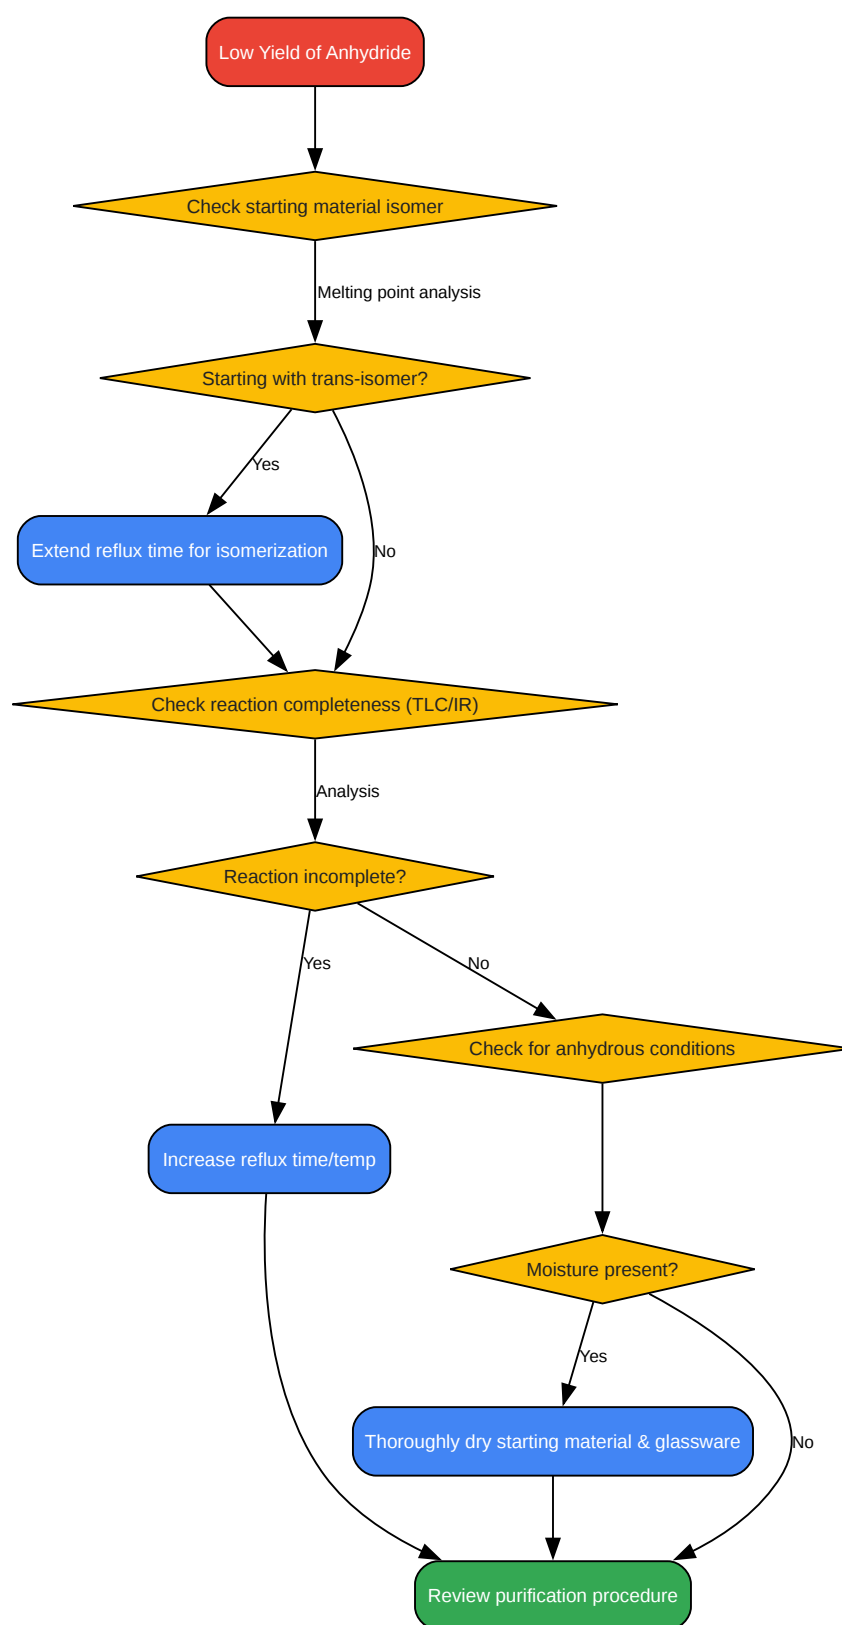 Low Yield of Anhydride
Check starting material isomer
Melting point analysis
Starting with trans-isomer?
Yes
Extend reflux time for isomerization
No
Check reaction completeness (TLC/IR)
Analysis
Reaction incomplete?
Yes
No
Check for anhydrous conditions
Increase reflux time/temp
Moisture present?
Yes
Thoroughly dry starting material & glassware
No
Review purification procedure